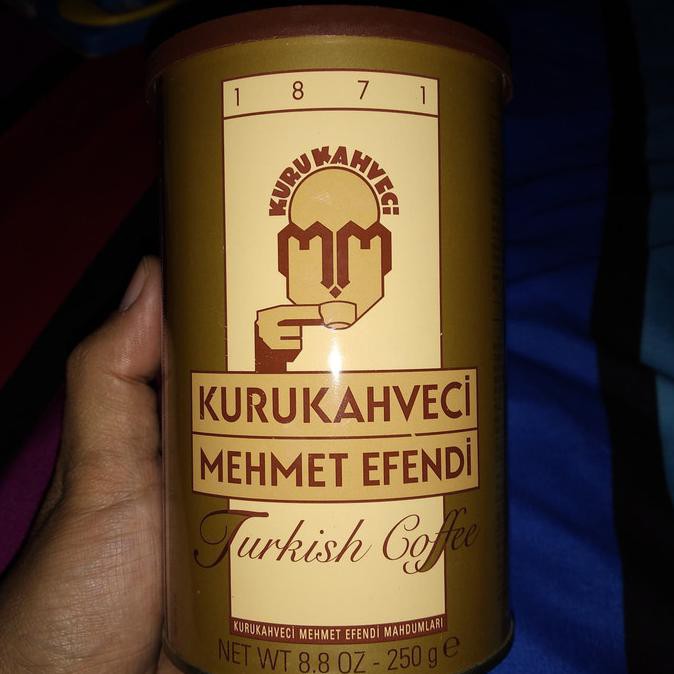 1 8 7 1
KURUKAHVECİ
MM
KURUKAHVECİ
MEHMET EFENDİ
Turkish Coffee
KURUKAHVECİ MEHMET EFENDİ MAHDUMLARI
NET WT 8.8 OZ - 250 g e